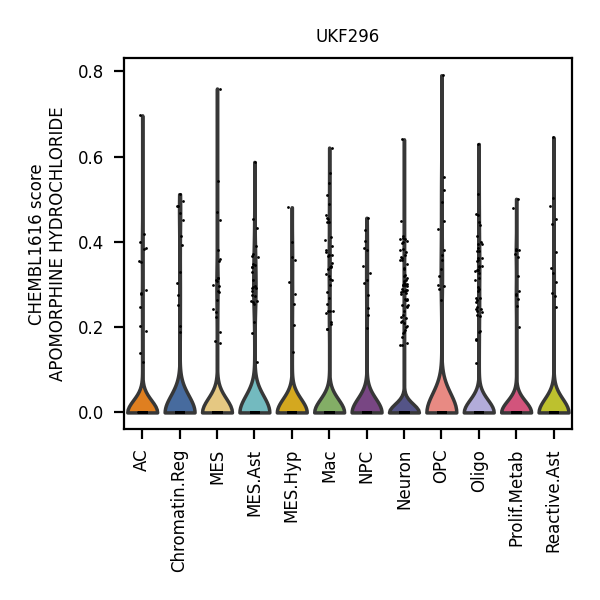 UKF296
CHEMBL1616 score
APOMORPHINE HYDROCHLORIDE
0.8
0.6
0.4
0.2
0.0
AC
Chromatin.Reg
MES
MES.Ast
MES.Hyp
Mac
NPC
Neuron
OPC
Oligo
Prolif.Metab
Reactive.Ast